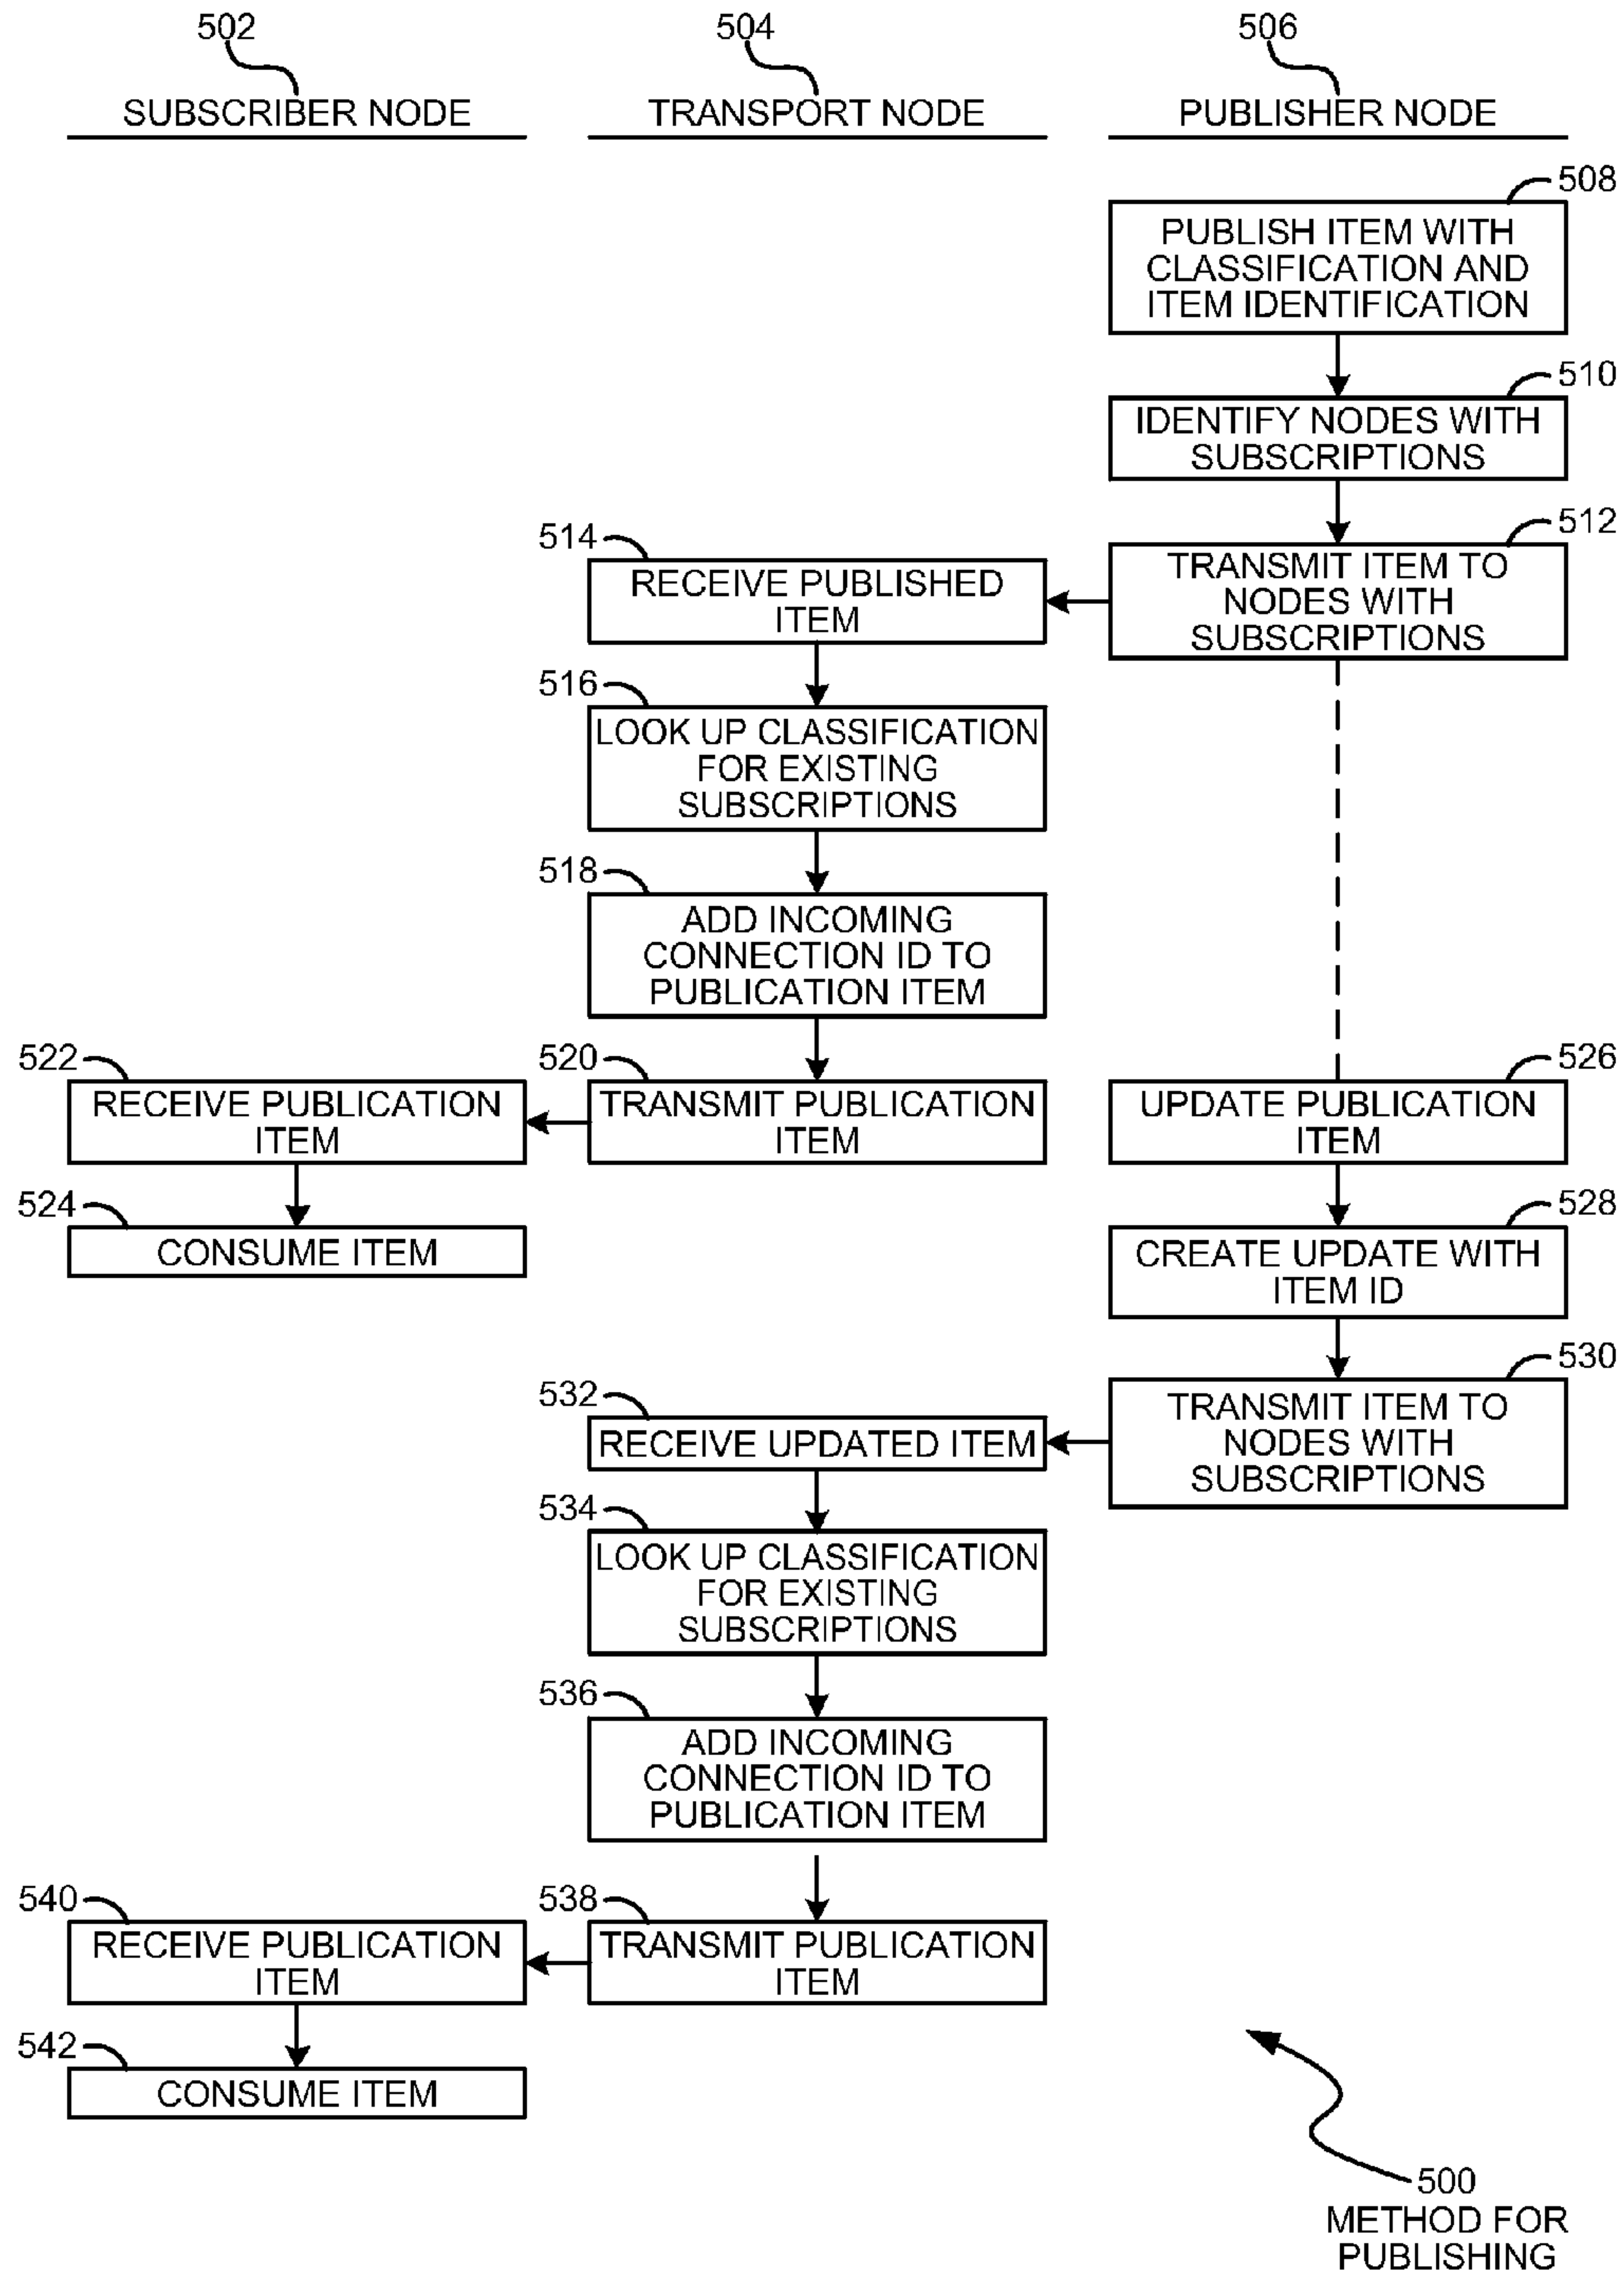 502
504
506
SUBSCRIBER NODE
TRANSPORT NODE
PUBLISHER NODE
508
PUBLISH ITEM WITH
CLASSIFICATION AND
ITEM IDENTIFICATION
510
IDENTIFY NODES WITH
SUBSCRIPTIONS
512
TRANSMIT ITEM TO
NODES WITH
SUBSCRIPTIONS
514
RECEIVE PUBLISHED
ITEM
516
LOOK UP CLASSIFICATION
FOR EXISTING
SUBSCRIPTIONS
518
ADD INCOMING
CONNECTION ID TO
PUBLICATION ITEM
520
TRANSMIT PUBLICATION
ITEM
522
RECEIVE PUBLICATION
ITEM
524
CONSUME ITEM
526
UPDATE PUBLICATION
ITEM
528
CREATE UPDATE WITH
ITEM ID
530
TRANSMIT ITEM TO
NODES WITH
SUBSCRIPTIONS
532
RECEIVE UPDATED ITEM
534
LOOK UP CLASSIFICATION
FOR EXISTING
SUBSCRIPTIONS
536
ADD INCOMING
CONNECTION ID TO
PUBLICATION ITEM
538
TRANSMIT PUBLICATION
ITEM
540
RECEIVE PUBLICATION
ITEM
542
CONSUME ITEM
500
METHOD FOR
PUBLISHING